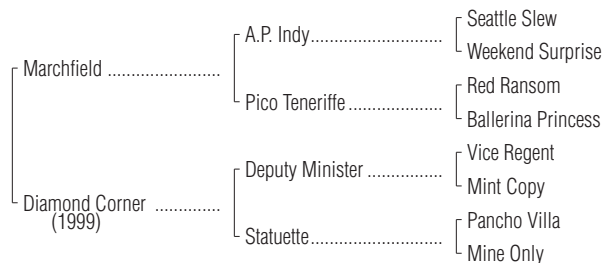 Seattle Slew
A.P. Indy
Weekend Surprise
Marchfield
Red Ransom
Pico Teneriffe
Ballerina Princess
Vice Regent
Deputy Minister
Mint Copy
Diamond Corner
(1999)
Pancho Villa
Statuette
Mine Only